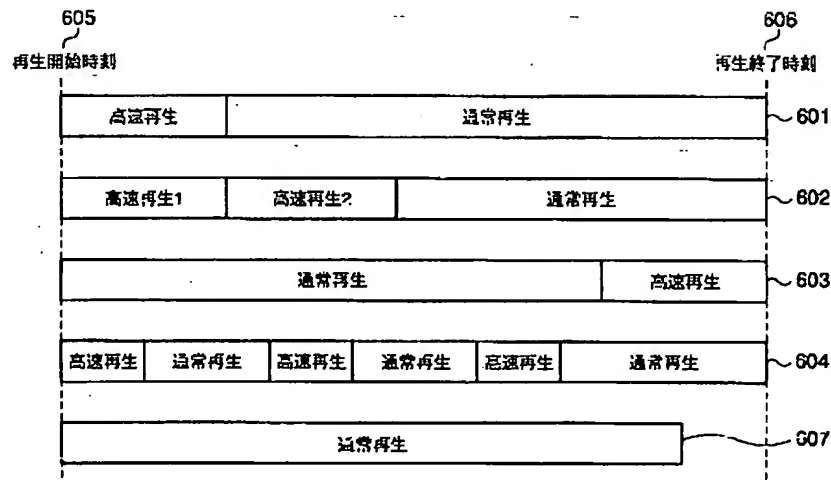 605
再生開始時刻
606
再生終了時刻
高速再生 通常再生 601
高速再生1 高速再生2 通常再生 602
通常再生 高速再生 603
高速再生 通常再生 高速再生 通常再生 高速再生 通常再生 604
通常再生 607